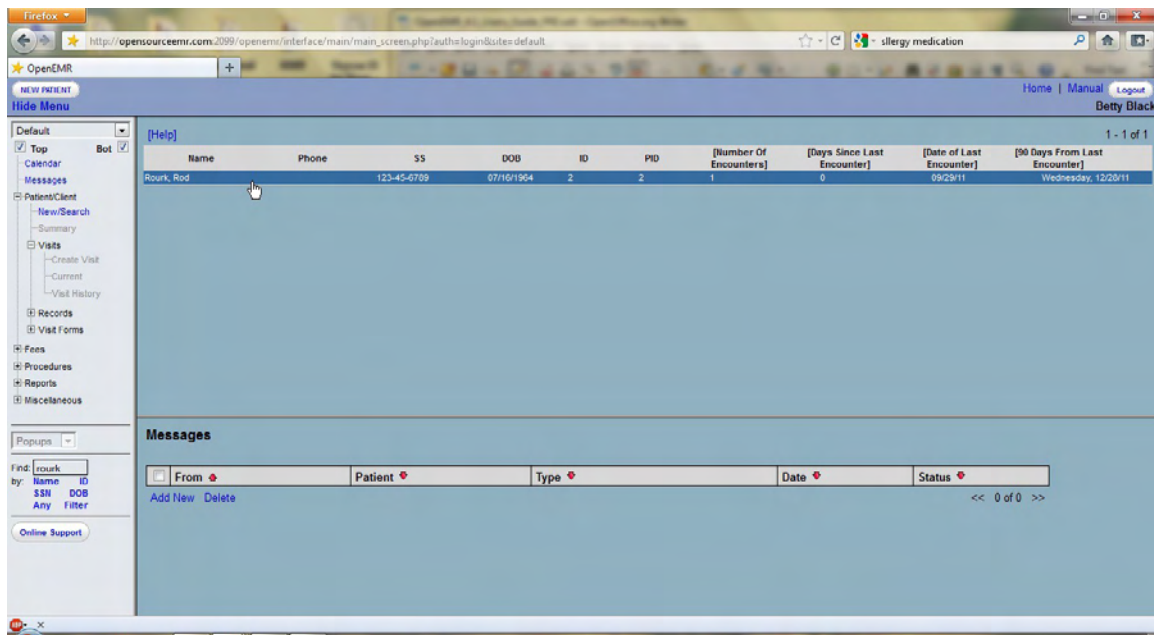 Firefox
http://opensourceemr.com:2099/openemr/interface/main/main_screen.php?auth=login&site=default
sllergy medication
OpenEMR
+
NEW PATIENT
Home | Manual Logout
Hide Menu
Betty Black
Default
[Help]
1 - 1 of 1
Top Bot
Name Phone SS DOB ID PID [Number Of Encounters] [Days Since Last Encounter] [Date of Last Encounter] [90 Days From Last Encounter]
Rourk, Rod 123-45-6789 07/16/1964 2 2 1 0 09/29/11 Wednesday, 12/28/11
Calendar
Messages
Patient/Client
New/Search
Summary
Visits
Create Visit
Current
Visit History
Records
Visit Forms
Fees
Procedures
Reports
Miscellaneous
Popups
Find: rourk
by: Name ID
SSN DOB
Any Filter
Online Support
Messages
From Patient Type Date Status
Add New Delete << 0 of 0 >>